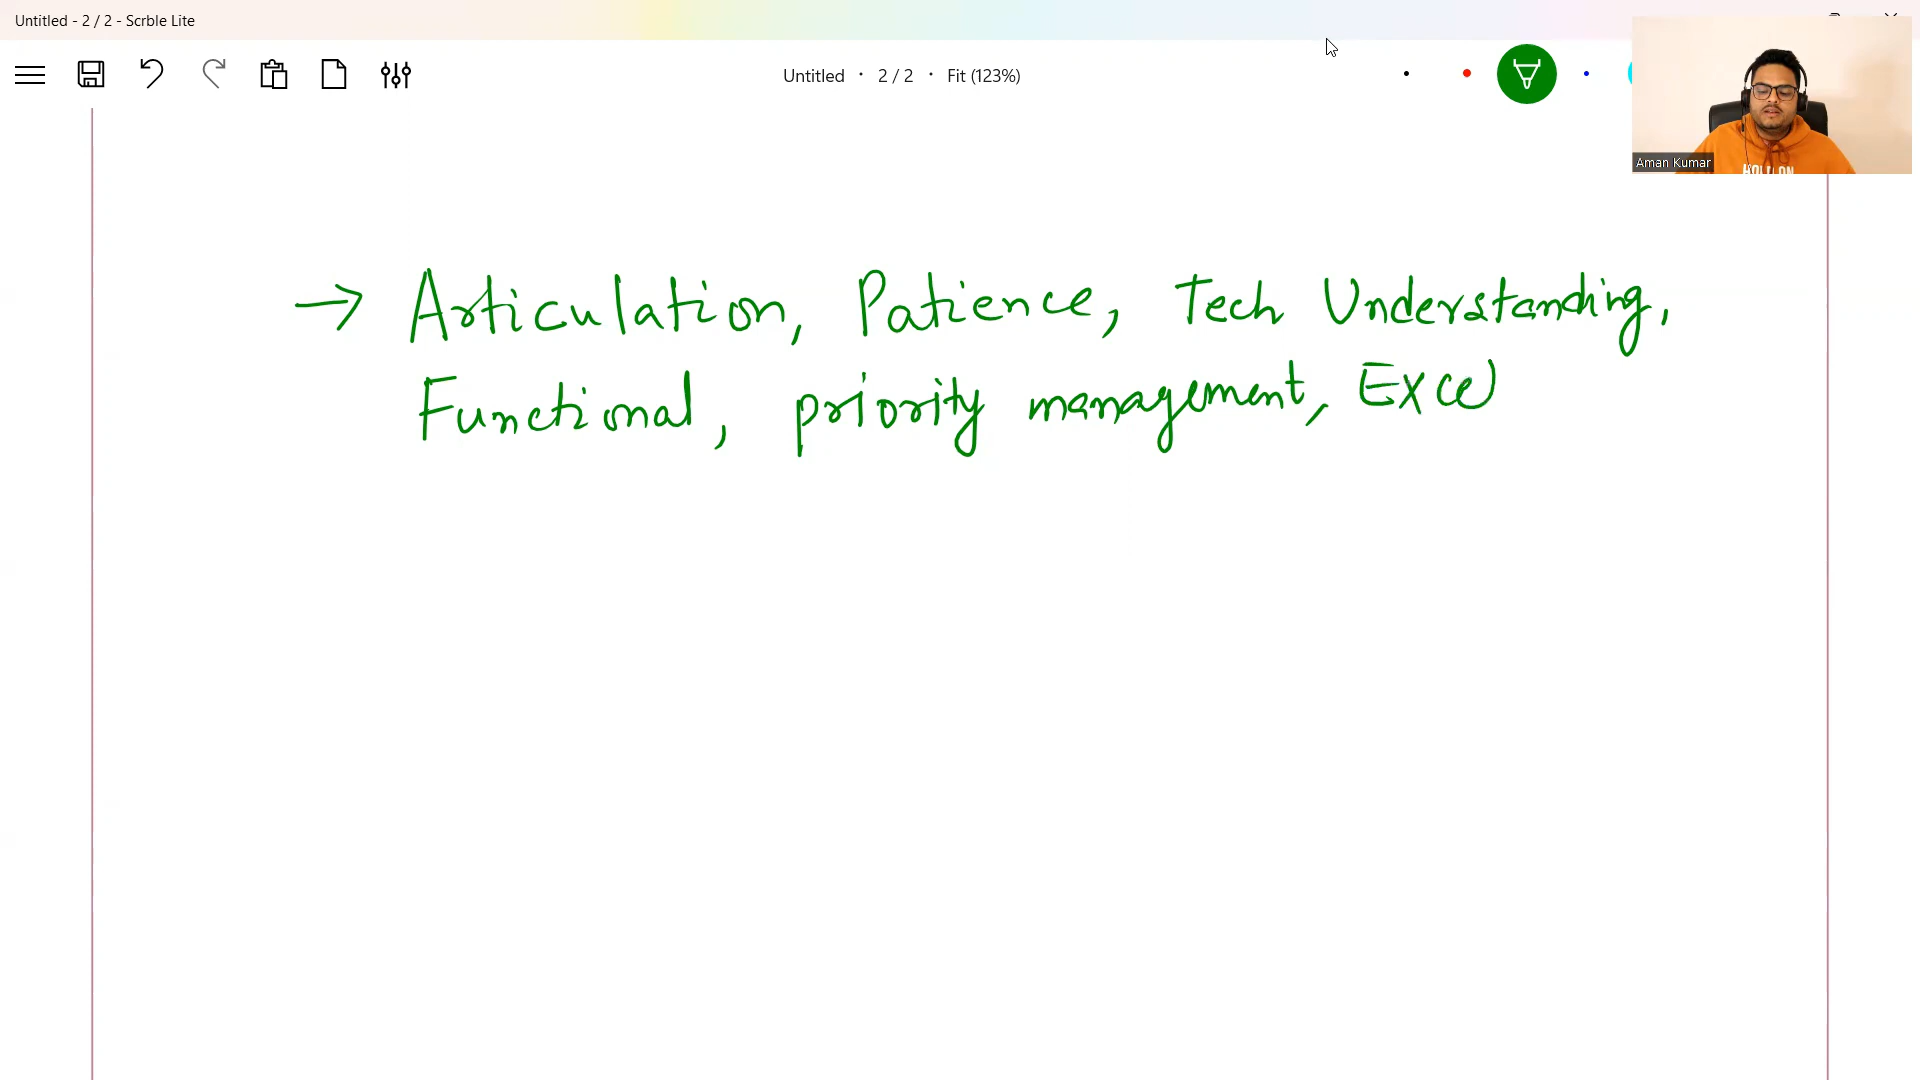 Untitled - 2 / 2 - Scrble Lite
Untitled • 2 / 2 • Fit (123%)
Aman Kumar
→ Articulation, Patience, Tech Understanding,
Functional, priority management, Excel